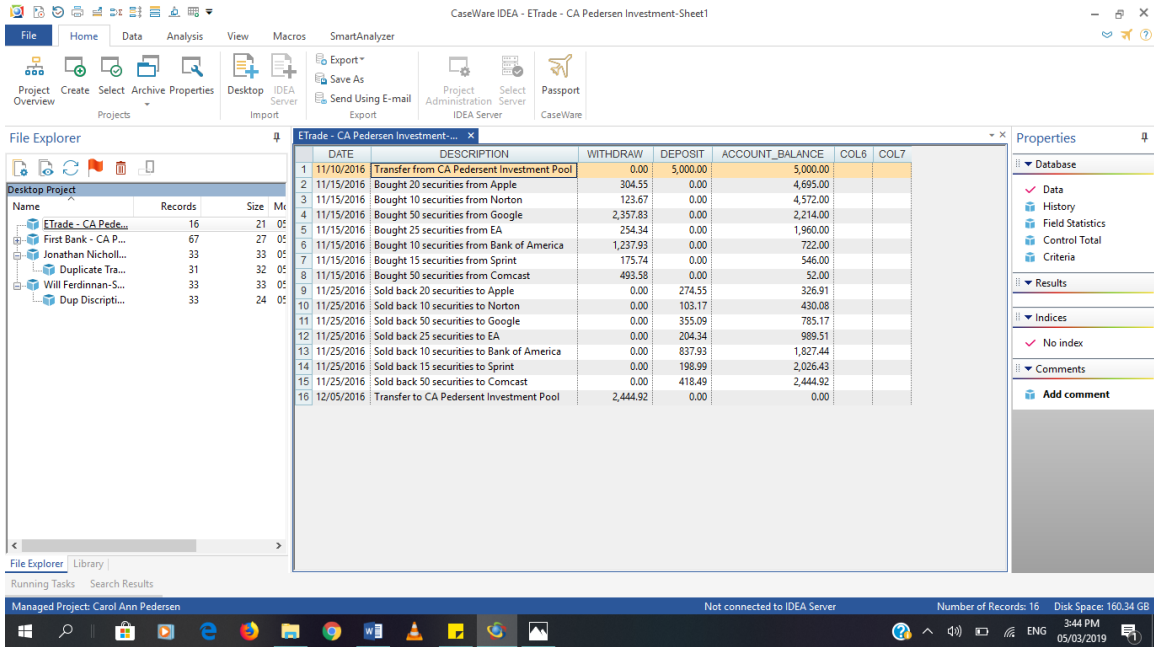 CaseWare IDEA - ETrade - CA Pedersen Investment-Sheet1
File Home Data Analysis View Macros SmartAnalyzer
Project Overview Create Select Archive Properties Desktop IDEA Server Export Save As Send Using E-mail Project Administration Select Server Passport
Projects Import Export IDEA Server CaseWare
File Explorer
ETrade - CA Pedersen Investment-... ×
Properties
Desktop Project
Name Records Size Mo
ETrade - CA Pede... 16 21 05
First Bank - CA P... 67 27 05
Jonathan Nicholl... 33 33 05
Duplicate Tra... 31 32 05
Will Ferdinnan-S... 33 33 05
Dup Discripti... 33 24 05
DATE DESCRIPTION WITHDRAW DEPOSIT ACCOUNT_BALANCE COL6 COL7
1 11/10/2016 Transfer from CA Pedersent Investment Pool 0.00 5,000.00 5,000.00
2 11/15/2016 Bought 20 securities from Apple 304.55 0.00 4,695.00
3 11/15/2016 Bought 10 securities from Norton 123.67 0.00 4,572.00
4 11/15/2016 Bought 50 securities from Google 2,357.83 0.00 2,214.00
5 11/15/2016 Bought 25 securities from EA 254.34 0.00 1,960.00
6 11/15/2016 Bought 10 securities from Bank of America 1,237.93 0.00 722.00
7 11/15/2016 Bought 15 securities from Sprint 175.74 0.00 546.00
8 11/15/2016 Bought 50 securities from Comcast 493.58 0.00 52.00
9 11/25/2016 Sold back 20 securities to Apple 0.00 274.55 326.91
10 11/25/2016 Sold back 10 securities to Norton 0.00 103.17 430.08
11 11/25/2016 Sold back 50 securities to Google 0.00 355.09 785.17
12 11/25/2016 Sold back 25 securities to EA 0.00 204.34 989.51
13 11/25/2016 Sold back 10 securities to Bank of America 0.00 837.93 1,827.44
14 11/25/2016 Sold back 15 securities to Sprint 0.00 198.99 2,026.43
15 11/25/2016 Sold back 50 securities to Comcast 0.00 418.49 2,444.92
16 12/05/2016 Transfer to CA Pedersent Investment Pool 2,444.92 0.00 0.00
Database
Data
History
Field Statistics
Control Total
Criteria
Results
Indices
No index
Comments
Add comment
File Explorer Library
Running Tasks Search Results
Managed Project: Carol Ann Pedersen Not connected to IDEA Server Number of Records: 16 Disk Space: 160.34 GB
ENG 3:44 PM
05/03/2019